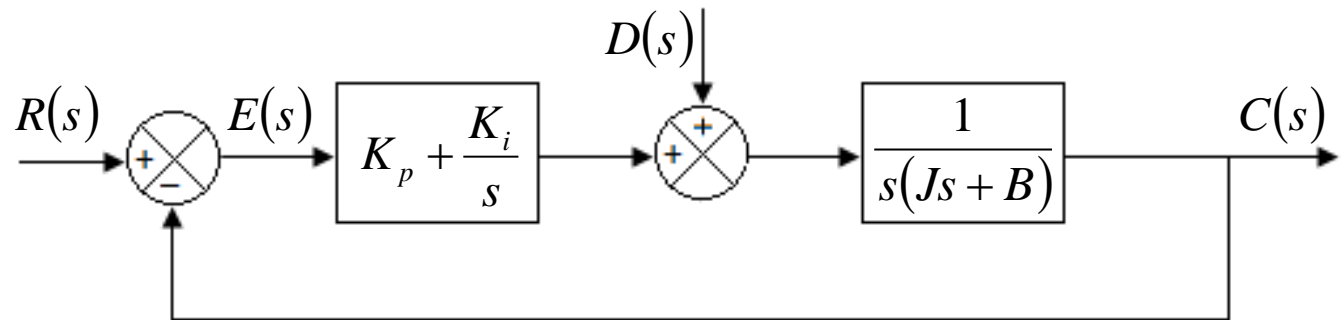 D(s)
R(s)
E(s)
K_p + K_i/s
1/(s(Js + B))
C(s)
+
−
+
+